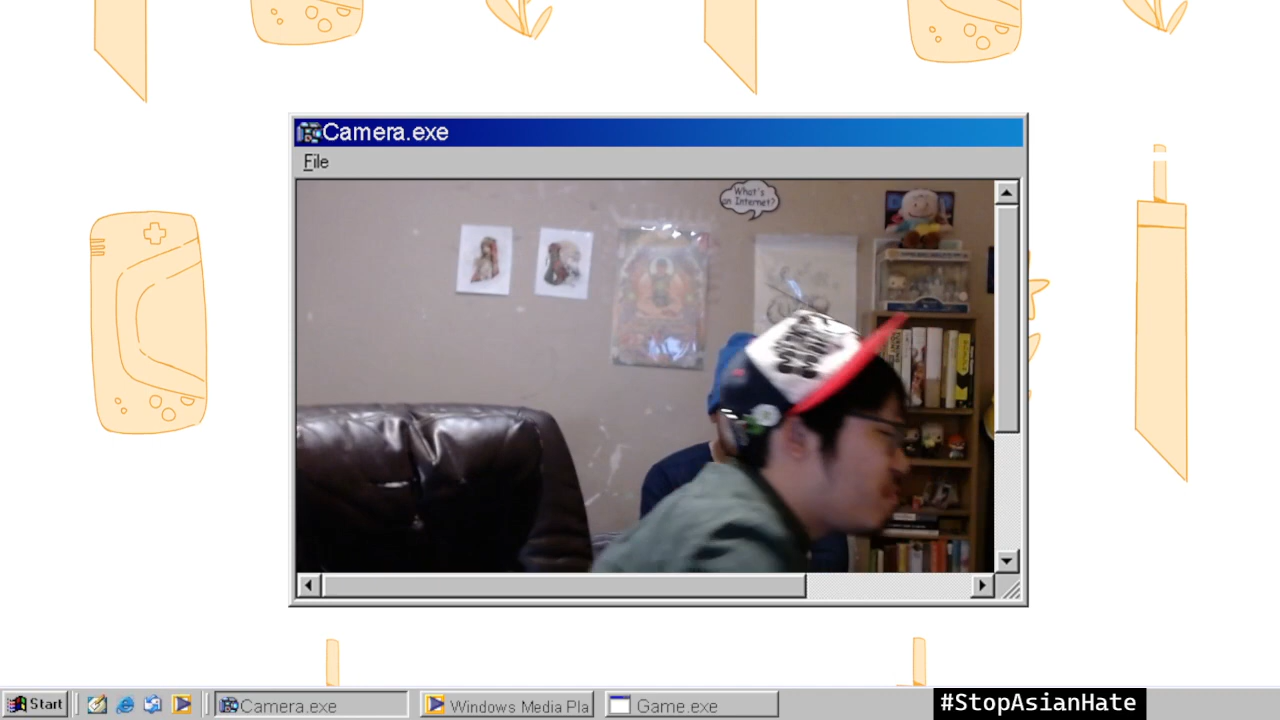 Camera.exe
File
What's
an Internet?
Start
Camera.exe
Windows Media Pla
Game.exe
#StopAsianHate